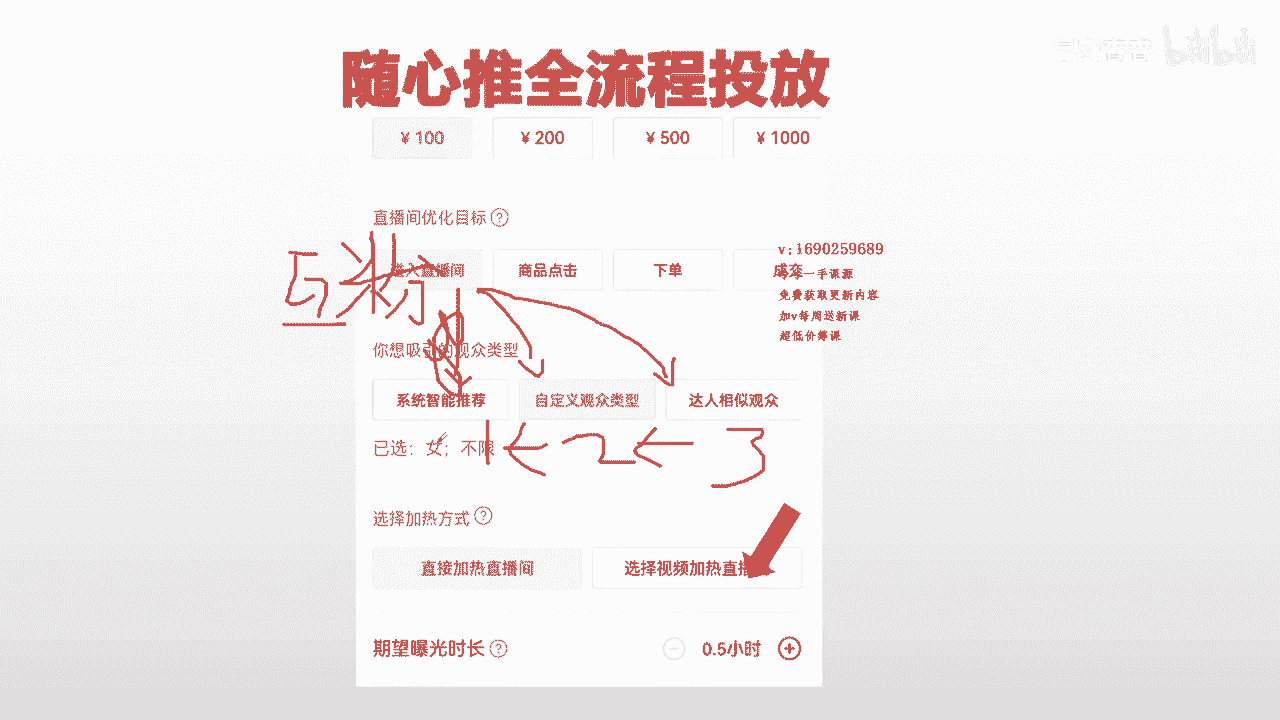 bilibili
随心推全流程投放
¥ 100 ¥ 200 ¥ 500 ¥ 1000
直播间优化目标 ?
v:1690259689
进入直播间 商品点击 下单
一手课源
5米粉
免费获取更新内容
加v每周送新课
超低价择课
你想吸引的观众类型
系统智能推荐 自定义观众类型 达人相似观众
已选: 女; 不限
1 ← 2 ← 3
选择加热方式 ?
直接加热直播间 选择视频加热直播
期望曝光时长 ? − 0.5小时 +